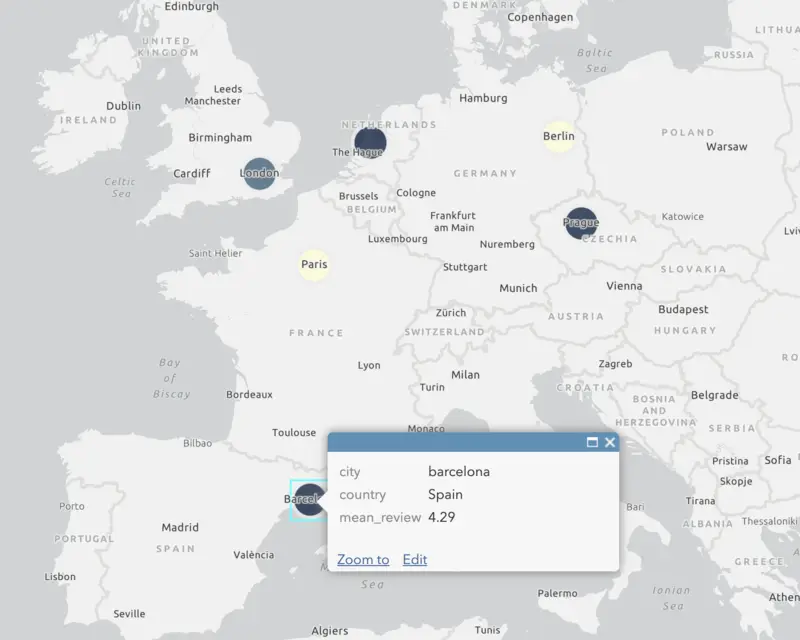 Edinburgh
DENMARK
Copenhagen
LITHUA
UNITED
KINGDOM
Baltic
Sea
RUSSIA
Leeds
Manchester
Hamburg
Dublin
IRELAND
NETHERLANDS
Birmingham
Berlin
POLAND
Warsaw
The Hague
Cardiff
London
GERMANY
Celtic
Sea
Brussels
BELGIUM
Cologne
Frankfurt
am Main
Katowice
Prague
CZECHIA
Lviv
Luxembourg
Nuremberg
Saint Helier
Paris
Stuttgart
SLOVAKIA
Munich
Vienna
Zürich
AUSTRIA
Budapest
HUNGARY
FRANCE
SWITZERLAND
RO
Bay
of
Biscay
Lyon
Milan
Turin
Zagreb
CROATIA
Bordeaux
BOSNIA
AND
HERZEGOVINA
Belgrade
SERBIA
Toulouse
Monaco
Bilbao
Pristina
Sofia
city barcelona
country Spain
mean_review 4.29
Zoom to Edit
Skopje
Barcel
Porto
Bari
Tirana
ALBANIA
Thessaloniki
Madrid
SPAIN
PORTUGAL
València
GREECE
Lisbon
Sea
Palermo
Ionian
Sea
Athen
Seville
Algiers
Tunis